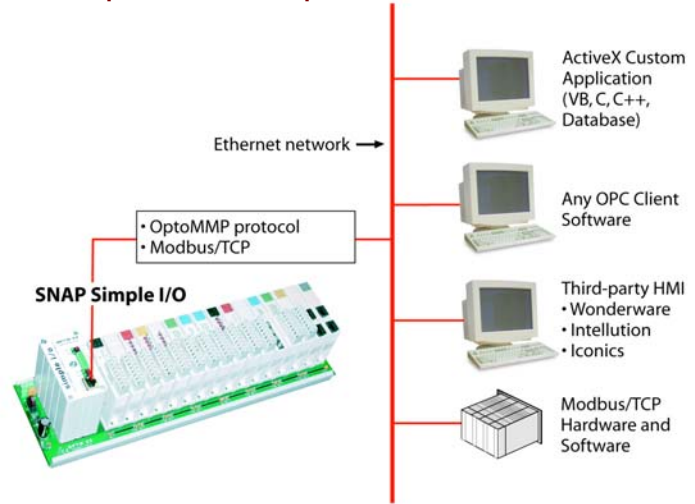 ActiveX Custom
Application
(VB, C, C++,
Database)
Ethernet network
Any OPC Client
Software
• OptoMMP protocol
• Modbus/TCP
SNAP Simple I/O
Third-party HMI
• Wonderware
• Intellution
• Iconics
simple i/o
Modbus/TCP
Hardware and
Software